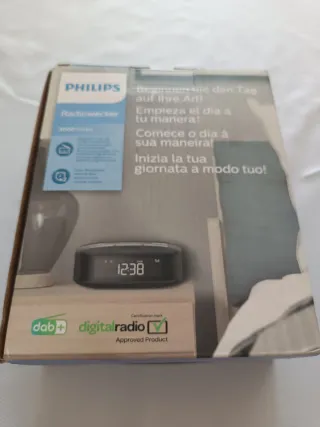 PHILIPS
Radiowecker
Beginnen Sie den Tag
auf Ihre Art!
Empieza el día a
tu manera!
Comece o dia à
sua maneira!
Inizia la tua
giornata a modo tuo!
12:38
dab+
digitalradio
Approved Product